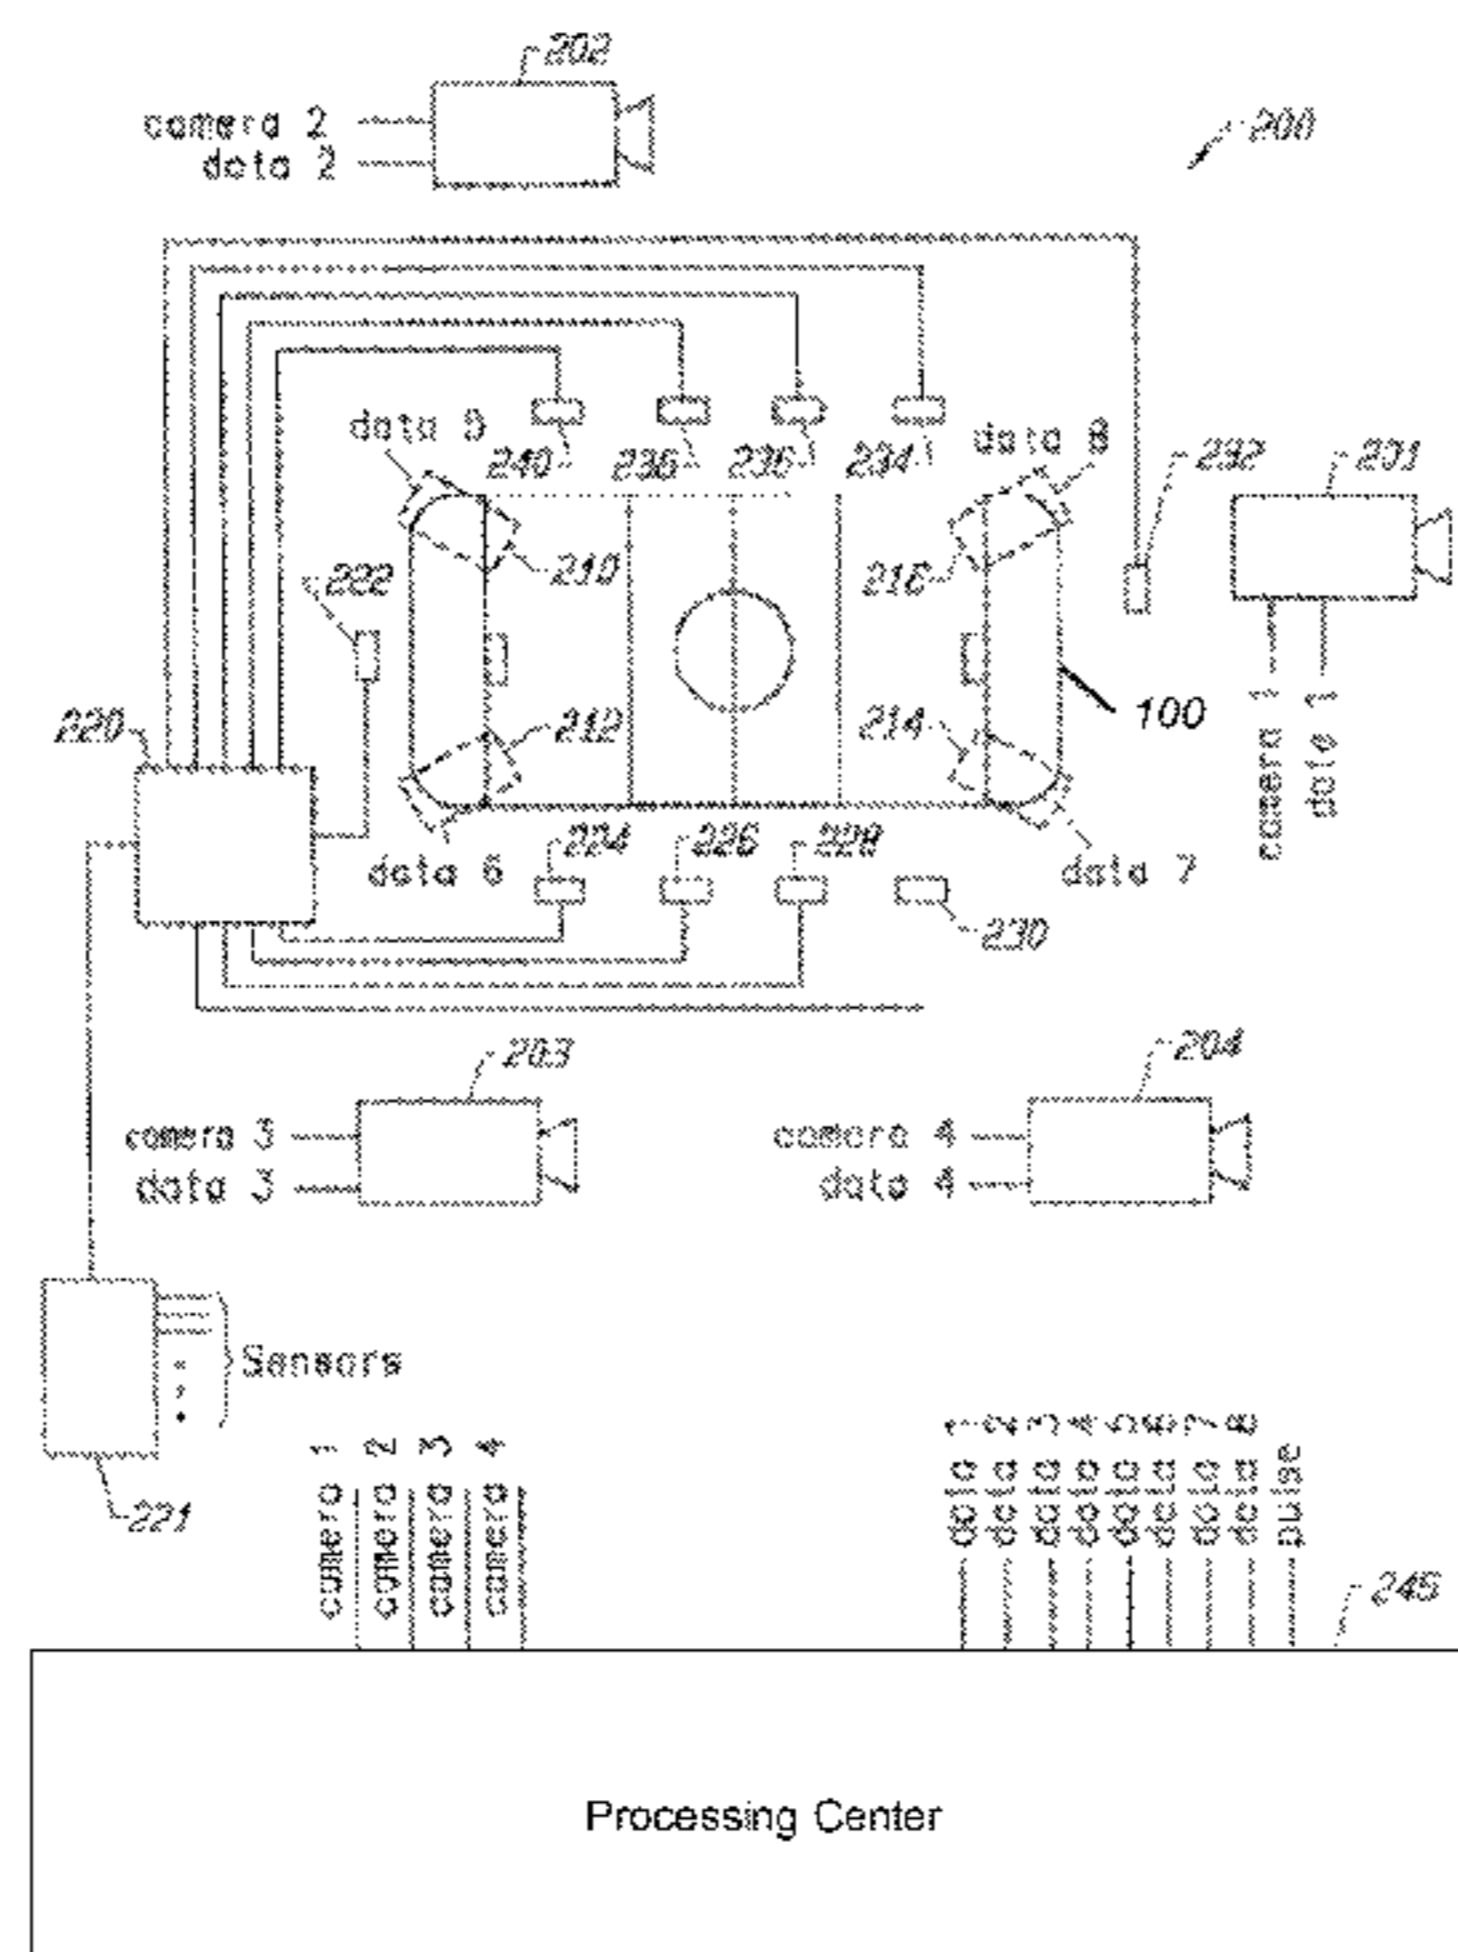 202
camera 2
data 2
200
data 5
240
236
234
data 8
232
201
222
210
216
220
212
214
100
camera 1
data 1
data 6
224
226
228
data 7
230
203
204
camera 3
data 3
camera 4
data 4
Sensors
221
camera 1
camera 2
camera 3
camera 4
data 1
data 2
data 3
data 4
data 5
data 6
data 7
data 8
pulse
245
Processing Center